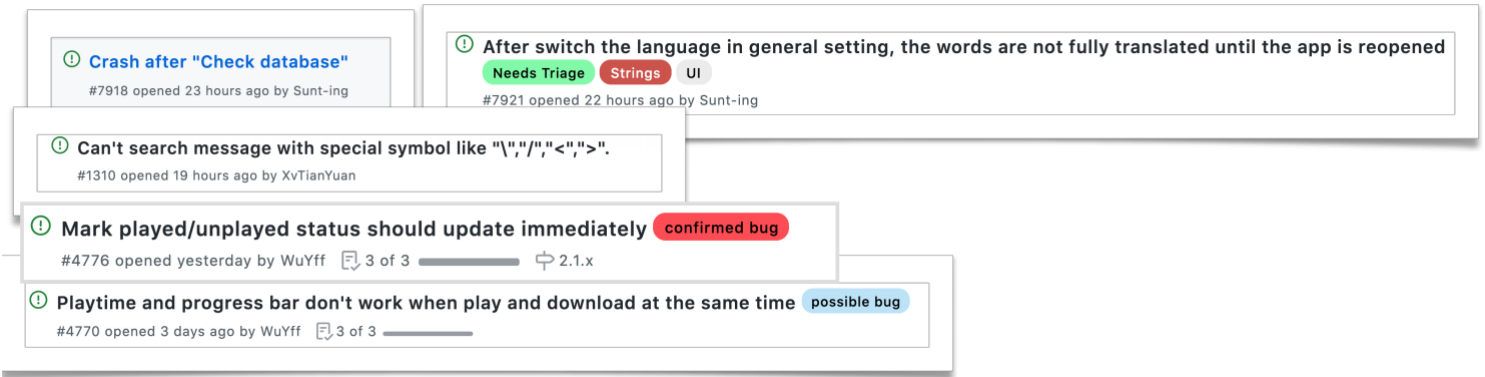 Crash after "Check database"
#7918 opened 23 hours ago by Sunt-ing
After switch the language in general setting, the words are not fully translated until the app is reopened
Needs Triage Strings UI
#7921 opened 22 hours ago by Sunt-ing
Can't search message with special symbol like "\","/","<",">".
#1310 opened 19 hours ago by XvTianYuan
Mark played/unplayed status should update immediately confirmed bug
#4776 opened yesterday by WuYff 3 of 3 2.1.x
Playtime and progress bar don't work when play and download at the same time possible bug
#4770 opened 3 days ago by WuYff 3 of 3